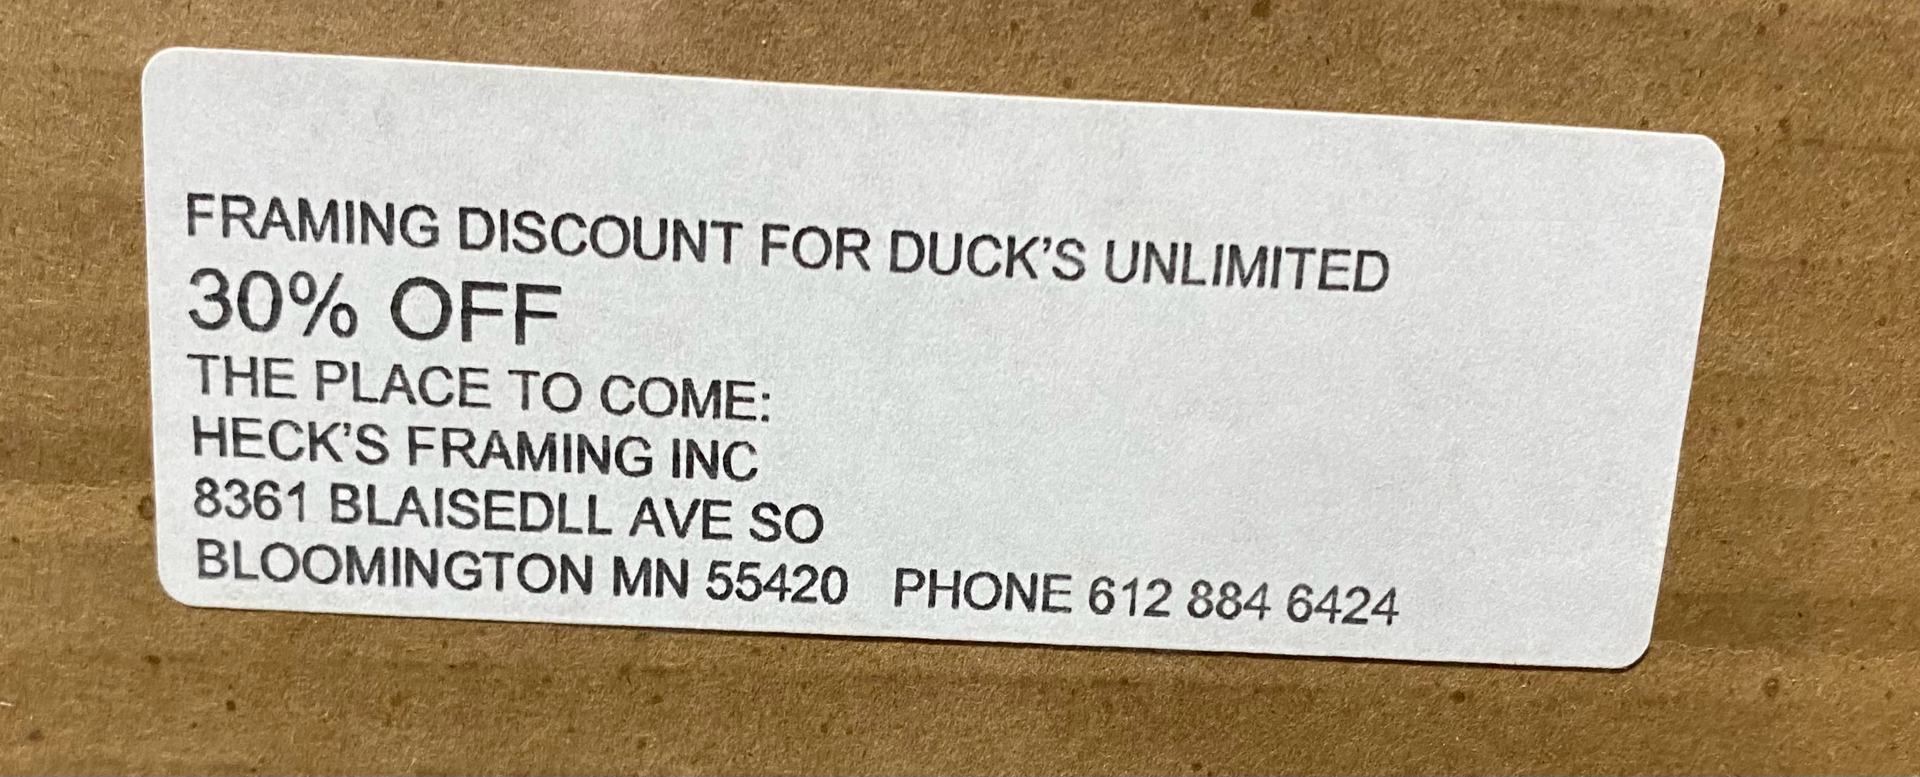 FRAMING DISCOUNT FOR DUCK'S UNLIMITED
30% OFF
THE PLACE TO COME:
HECK'S FRAMING INC
8361 BLAISEDLL AVE SO
BLOOMINGTON MN 55420 PHONE 612 884 6424